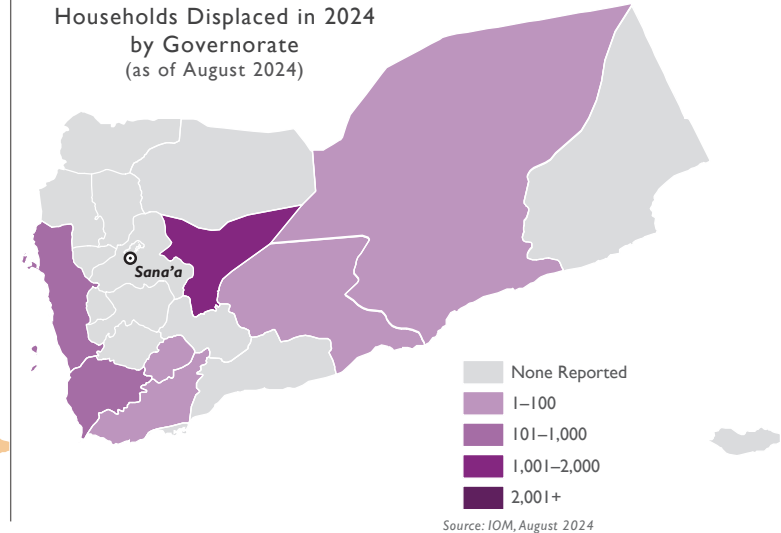 Households Displaced in 2024
by Governorate
(as of August 2024)
Sana’a
None Reported
1–100
101–1,000
1,001–2,000
2,001+
Source: IOM, August 2024